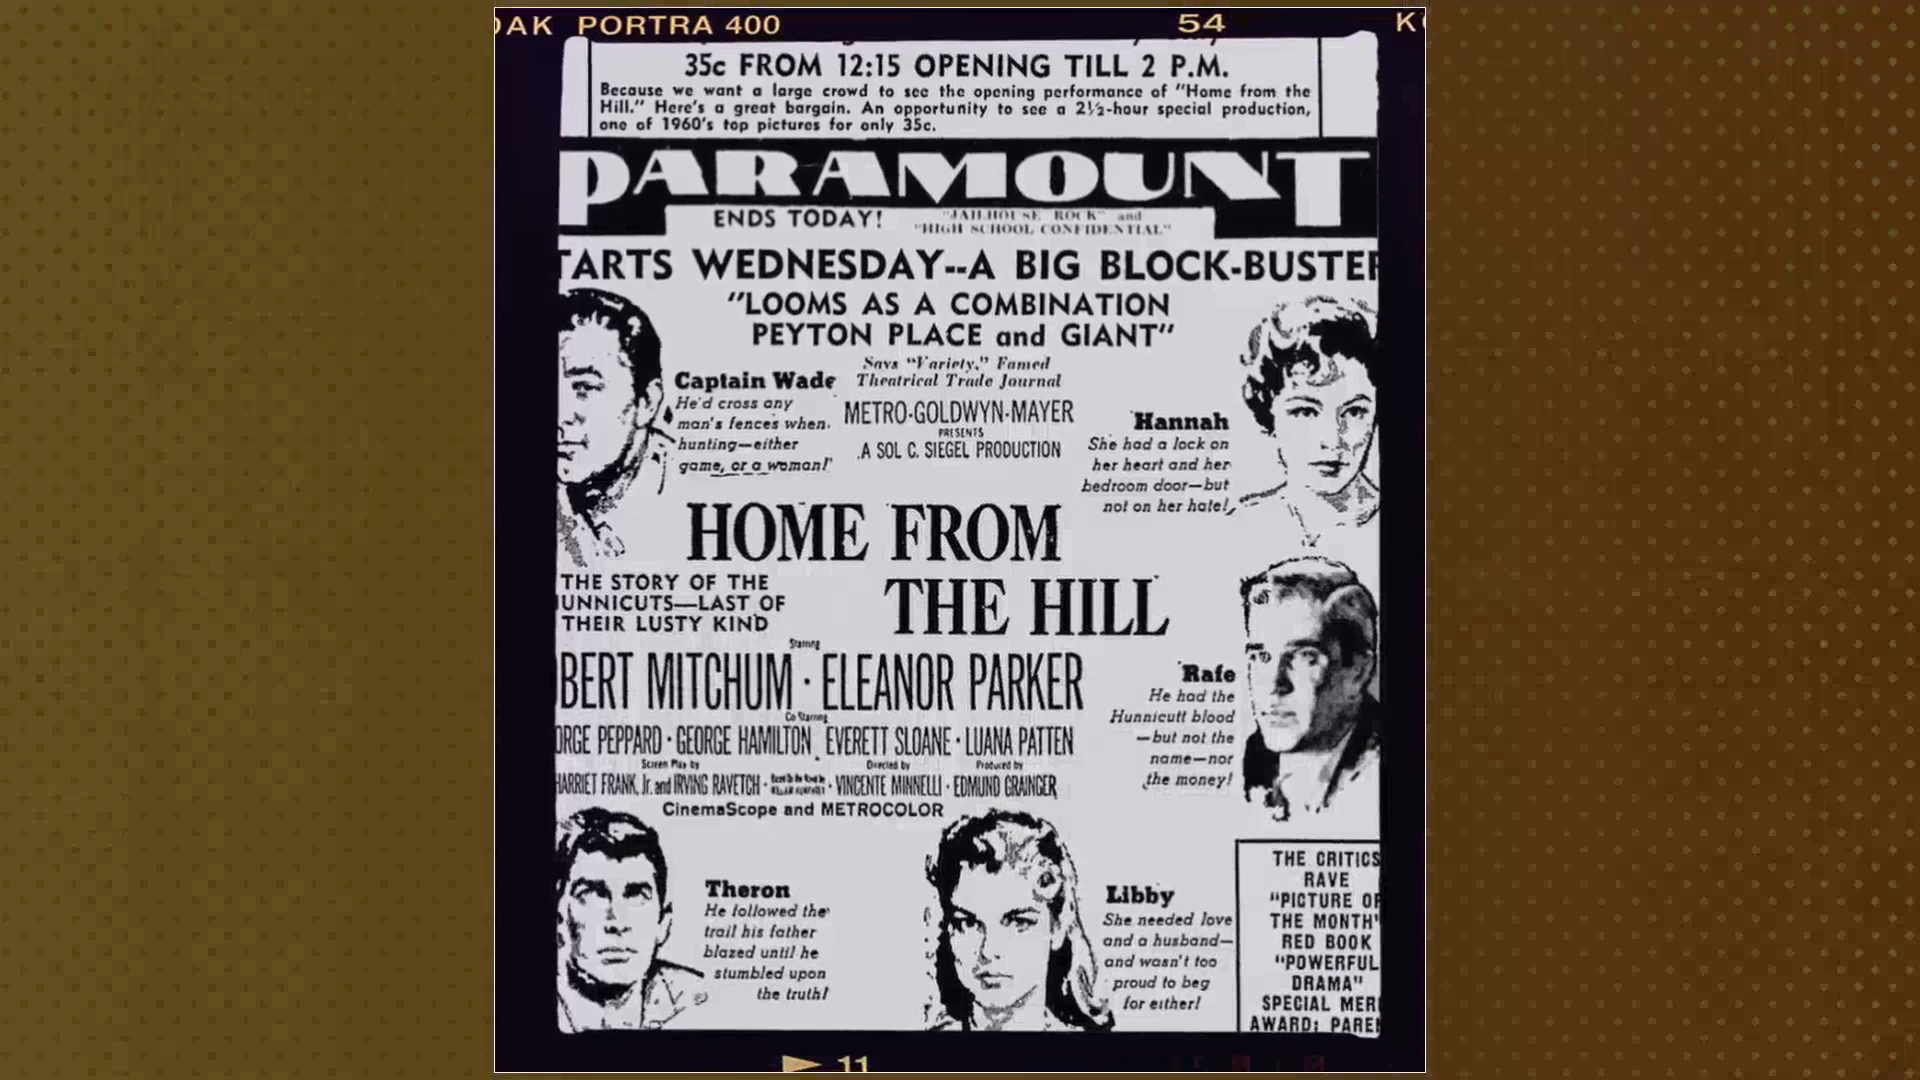 PORTRA 400 54
35c FROM 12:15 OPENING TILL 2 P.M.
Because we want a large crowd to see the opening performance of "Home from the
Hill." Here's a great bargain. An opportunity to see a 2½-hour special production,
one of 1960's top pictures for only 35c.
PARAMOUNT
ENDS TODAY! "JAILHOUSE ROCK" and
"HIGH SCHOOL CONFIDENTIAL"
TARTS WEDNESDAY--A BIG BLOCK-BUSTER
"LOOMS AS A COMBINATION
PEYTON PLACE and GIANT"
Says "Variety," Famed
Theatrical Trade Journal
Captain Wade
He'd cross any
man's fences when
hunting—either
game, or a woman!
METRO-GOLDWYN-MAYER
PRESENTS
A SOL C. SIEGEL PRODUCTION
Hannah
She had a lock on
her heart and her
bedroom door—but
not on her hate!
HOME FROM
THE HILL
THE STORY OF THE
UNNICUTS—LAST OF
THEIR LUSTY KIND
Starring
BERT MITCHUM · ELEANOR PARKER
Co Starring
ORGE PEPPARD · GEORGE HAMILTON · EVERETT SLOANE · LUANA PATTEN
Screen Play by Directed by Produced by
HARRIET FRANK, Jr. and IRVING RAVETCH · VINCENTE MINNELLI · EDMUND GRAINGER
CinemaScope and METROCOLOR
Rafe
He had the
Hunnicutt blood
—but not the
name—nor
the money!
Theron
He followed the
trail his father
blazed until he
stumbled upon
the truth!
Libby
She needed love
and a husband—
and wasn't too
proud to beg
for either!
THE CRITICS
RAVE
"PICTURE OF
THE MONTH"
RED BOOK
"POWERFUL
DRAMA"
SPECIAL MERI
AWARD: PAREN
11